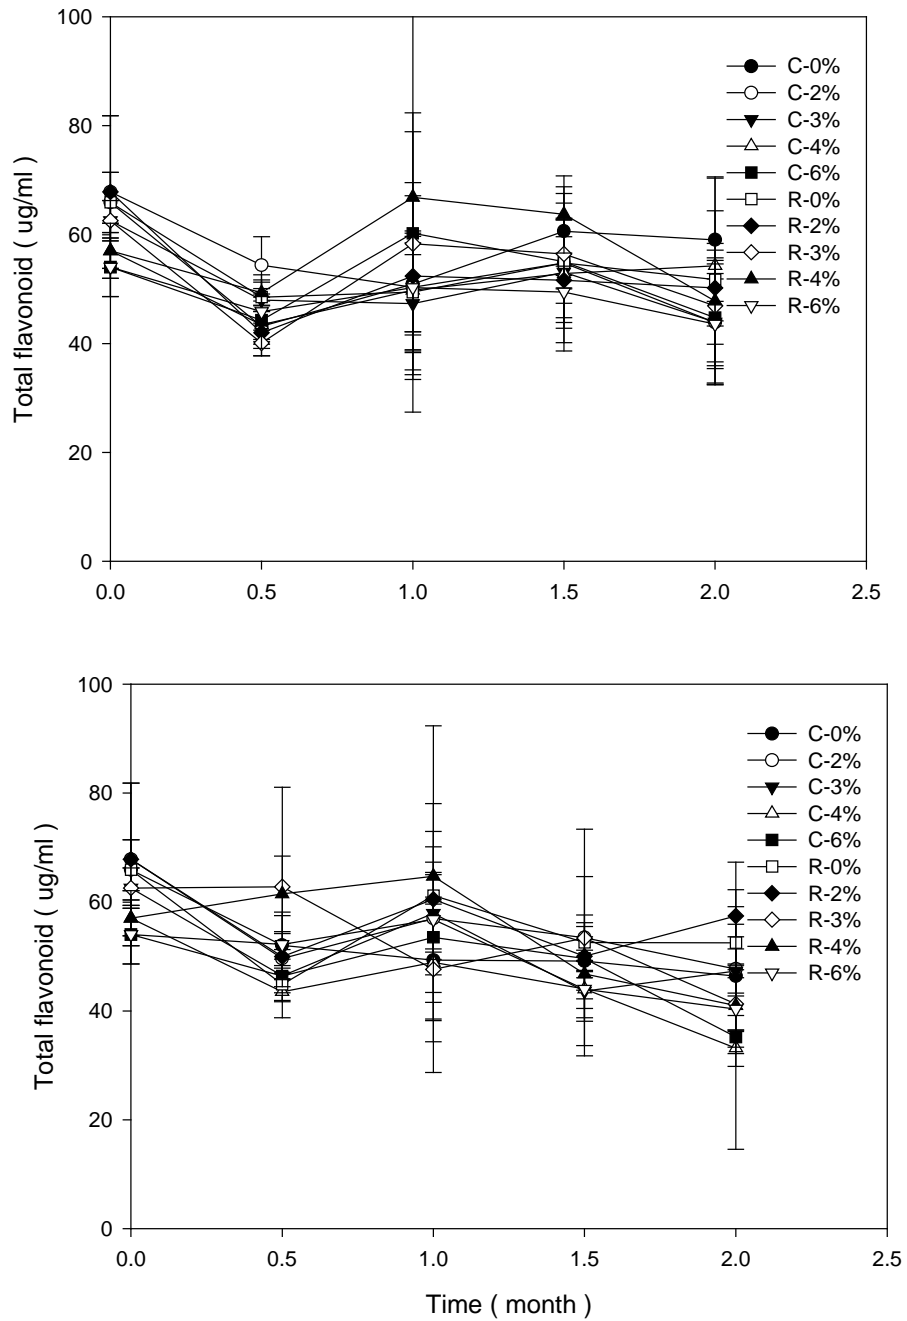 100
80
60
40
20
0
Total flavonoid ( ug/ml )
0.0 0.5 1.0 1.5 2.0 2.5
C-0%
C-2%
C-3%
C-4%
C-6%
R-0%
R-2%
R-3%
R-4%
R-6%
100
80
60
40
20
0
Total flavonoid ( ug/ml )
0.0 0.5 1.0 1.5 2.0 2.5
Time ( month )
C-0%
C-2%
C-3%
C-4%
C-6%
R-0%
R-2%
R-3%
R-4%
R-6%